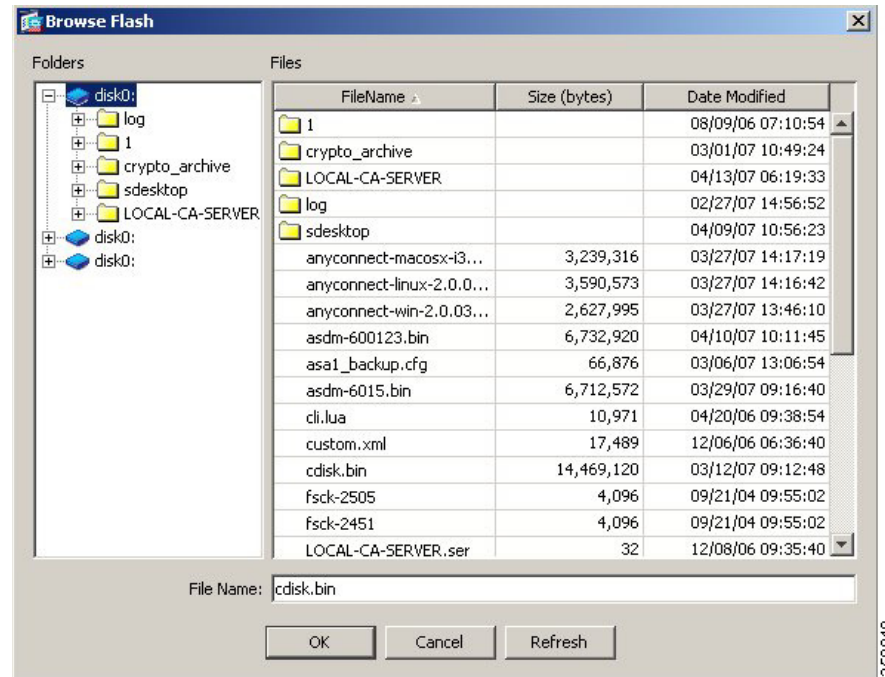 Browse Flash
Folders
Files
disk0:
log
1
crypto_archive
sdesktop
LOCAL-CA-SERVER
disk0:
disk0:
FileName Size (bytes) Date Modified
1 08/09/06 07:10:54
crypto_archive 03/01/07 10:49:24
LOCAL-CA-SERVER 04/13/07 06:19:33
log 02/27/07 14:56:52
sdesktop 04/09/07 10:56:23
anyconnect-macosx-i3... 3,239,316 03/27/07 14:17:19
anyconnect-linux-2.0.0... 3,590,573 03/27/07 14:16:42
anyconnect-win-2.0.03... 2,627,995 03/27/07 13:46:10
asdm-600123.bin 6,732,920 04/10/07 10:11:45
asa1_backup.cfg 66,876 03/06/07 13:06:54
asdm-6015.bin 6,712,572 03/29/07 09:16:40
cli.lua 10,971 04/20/06 09:38:54
custom.xml 17,489 12/06/06 06:36:40
cdisk.bin 14,469,120 03/12/07 09:12:48
fsck-2505 4,096 09/21/04 09:55:02
fsck-2451 4,096 09/21/04 09:55:02
LOCAL-CA-SERVER.ser 32 12/08/06 09:35:40
File Name: cdisk.bin
OK Cancel Refresh